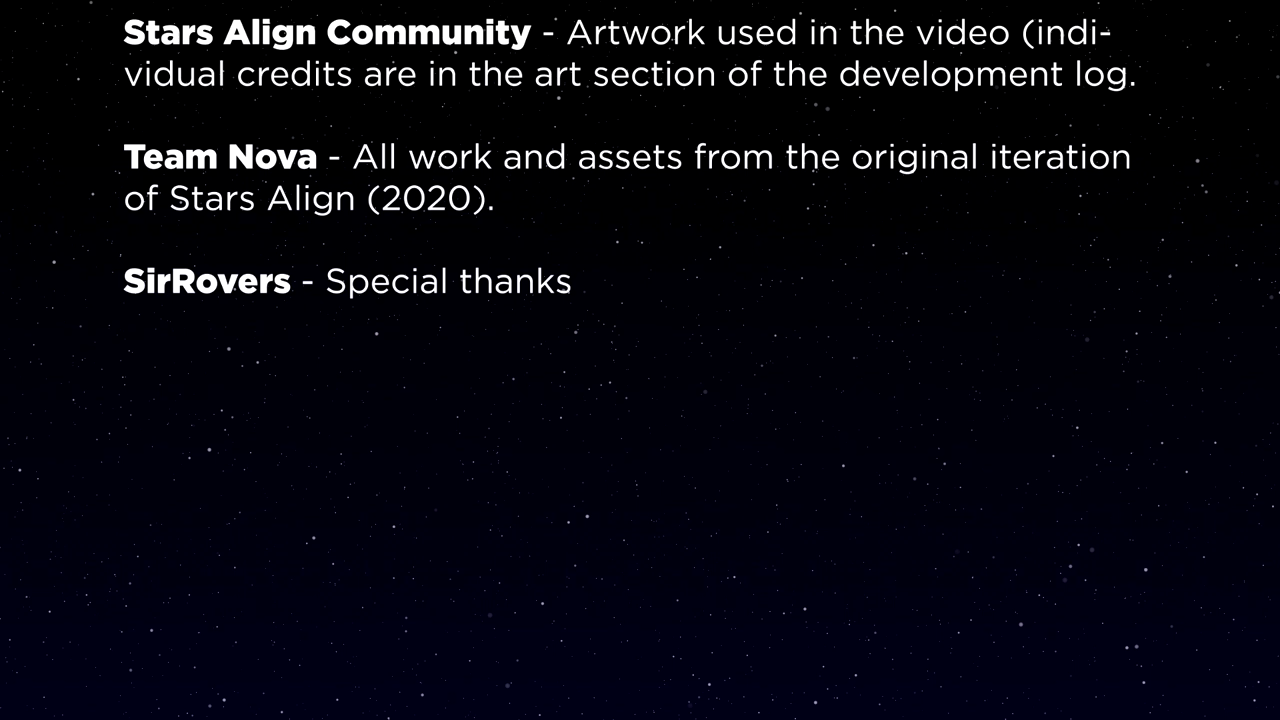 Stars Align Community - Artwork used in the video (indi-
vidual credits are in the art section of the development log.
Team Nova - All work and assets from the original iteration
of Stars Align (2020).
SirRovers - Special thanks